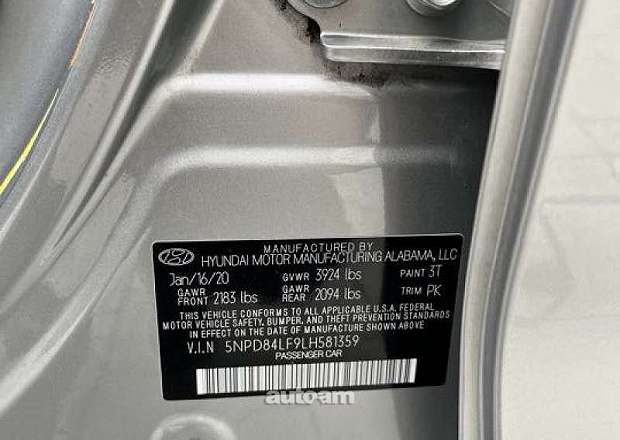 MANUFACTURED BY
HYUNDAI MOTOR MANUFACTURING ALABAMA, LLC
Jan/16/20 GVWR 3924 lbs PAINT 3T
GAWR FRONT 2183 lbs GAWR REAR 2094 lbs TRIM PK
THIS VEHICLE CONFORMS TO ALL APPLICABLE U.S.A. FEDERAL
MOTOR VEHICLE SAFETY, BUMPER, AND THEFT PREVENTION STANDARDS
IN EFFECT ON THE DATE OF MANUFACTURE SHOWN ABOVE.
V.I.N 5NPD84LF9LH581359
PASSENGER CAR
autoam